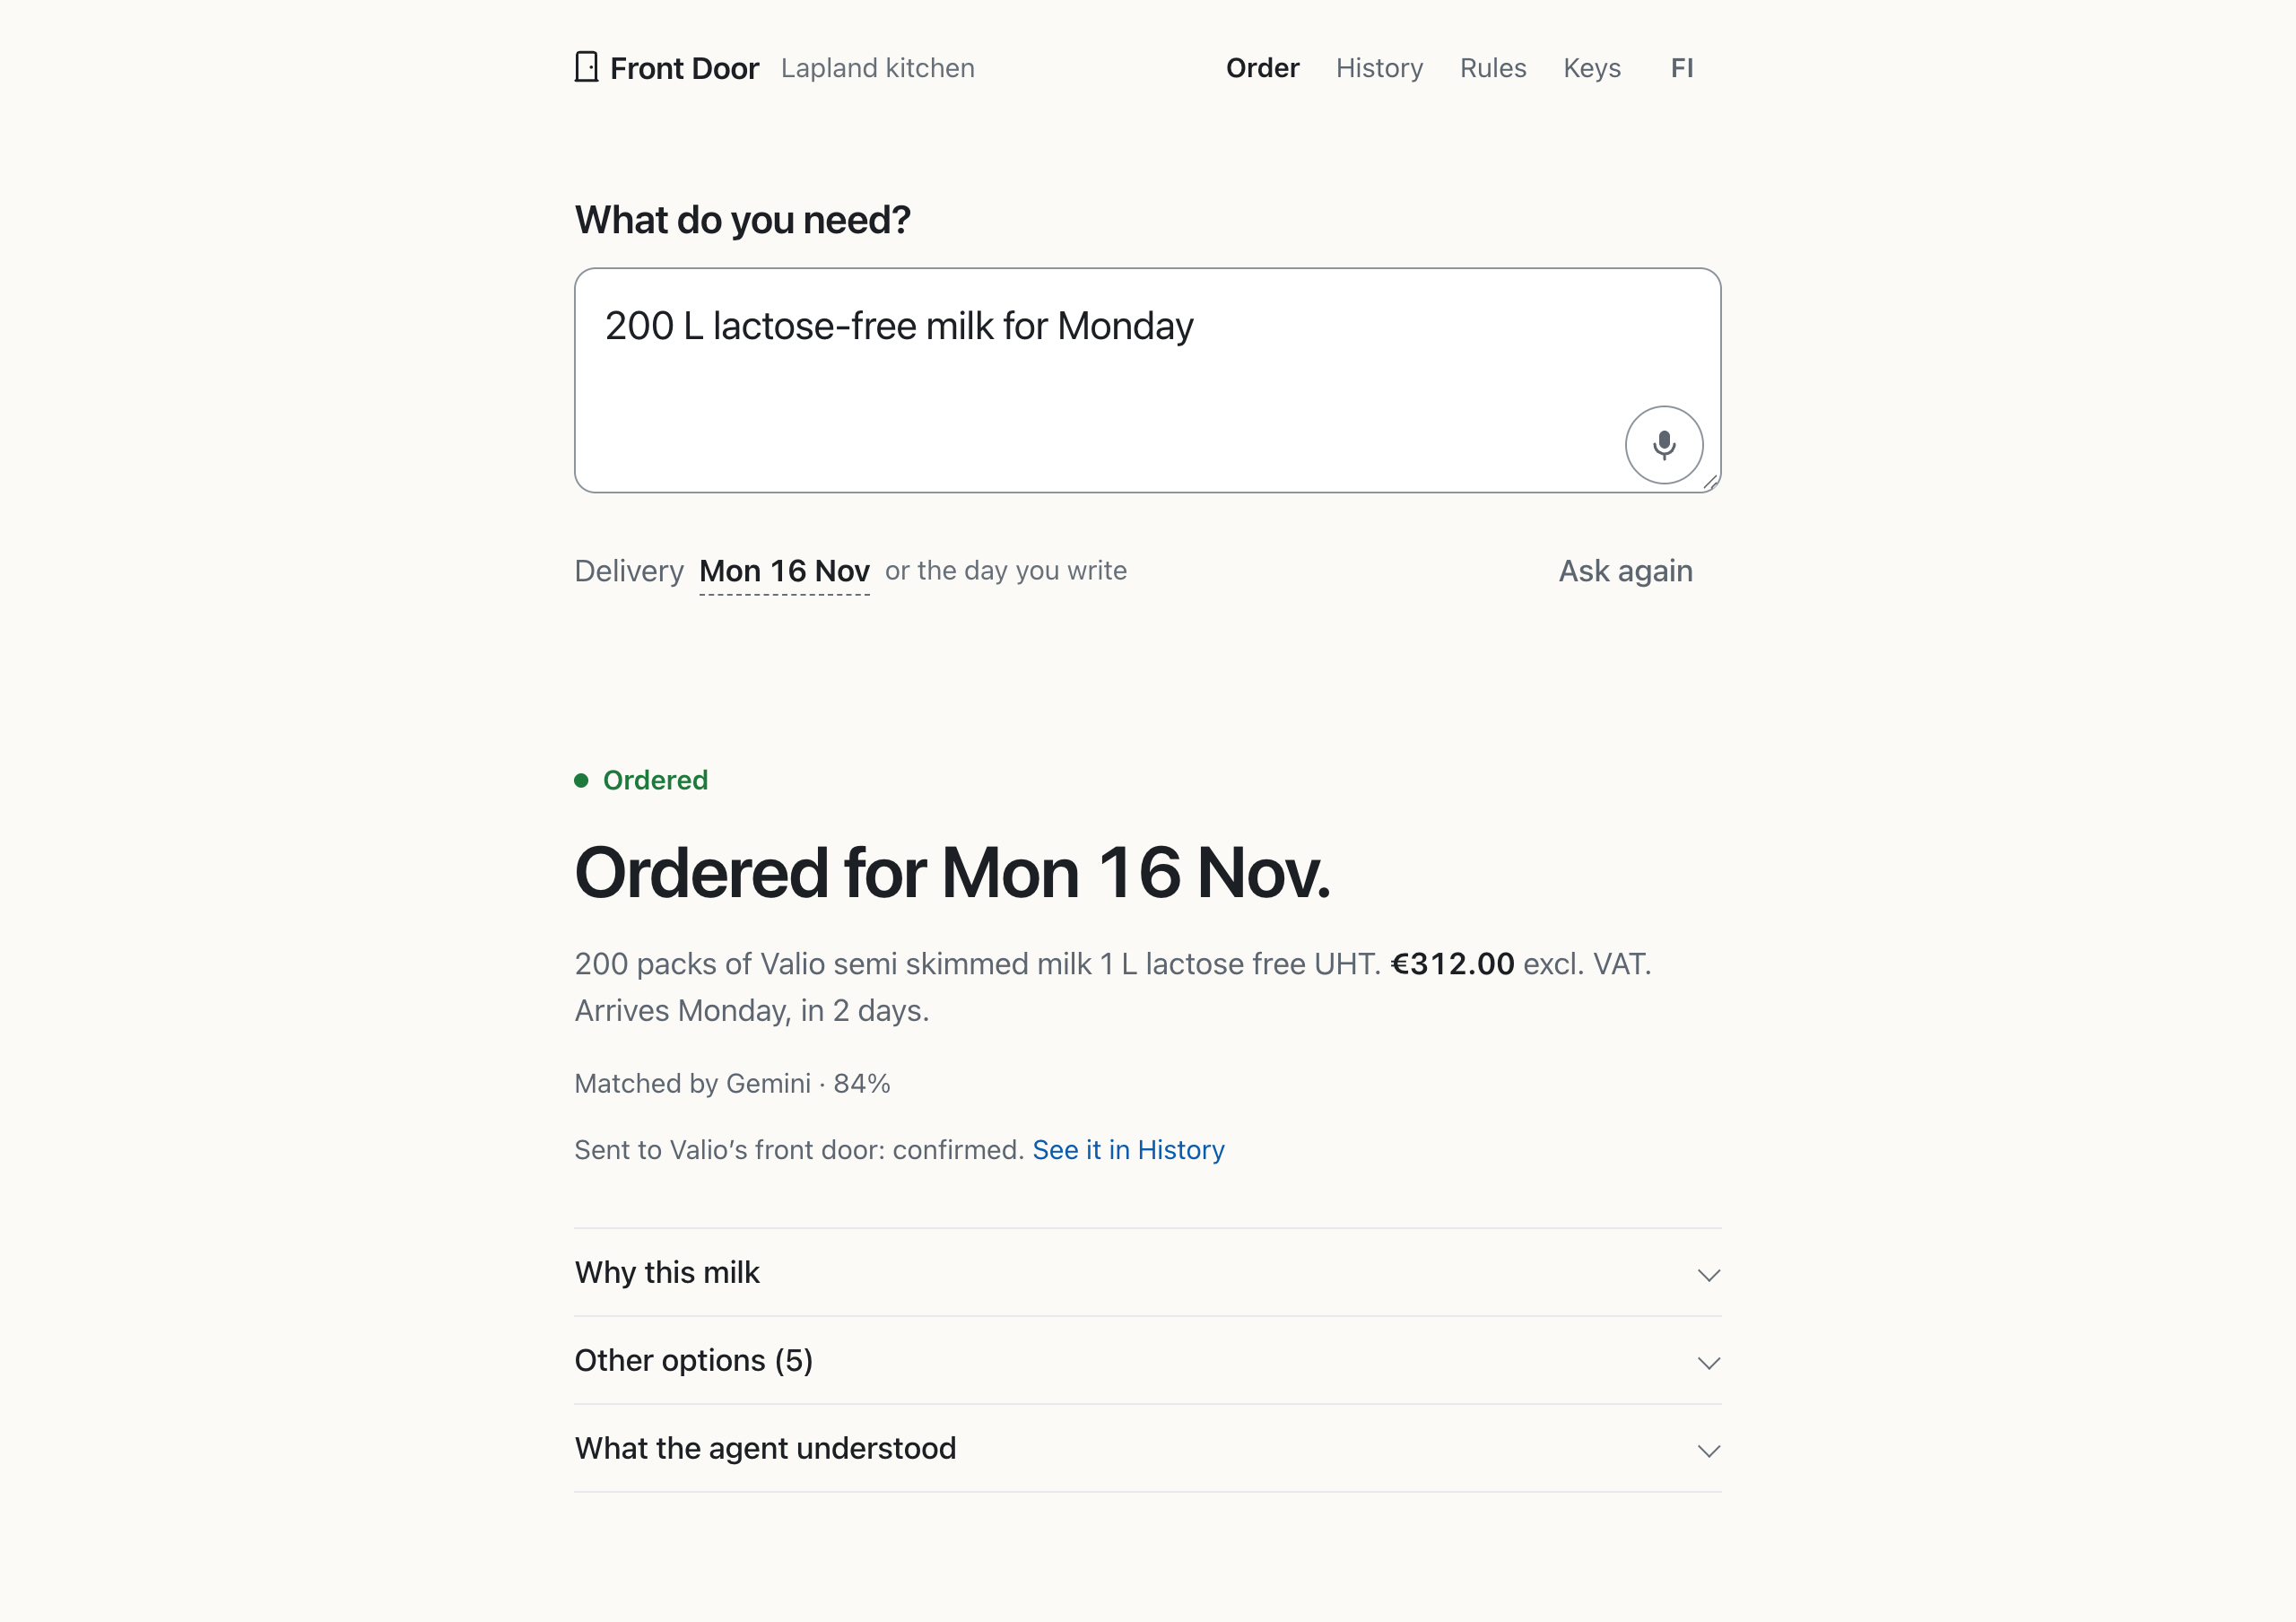 Front Door Lapland kitchen Order History Rules Keys FI
What do you need?
200 L lactose-free milk for Monday
Delivery Mon 16 Nov or the day you write Ask again
Ordered
Ordered for Mon 16 Nov.
200 packs of Valio semi skimmed milk 1 L lactose free UHT. €312.00 excl. VAT.
Arrives Monday, in 2 days.
Matched by Gemini · 84%
Sent to Valio’s front door: confirmed. See it in History
Why this milk
Other options (5)
What the agent understood